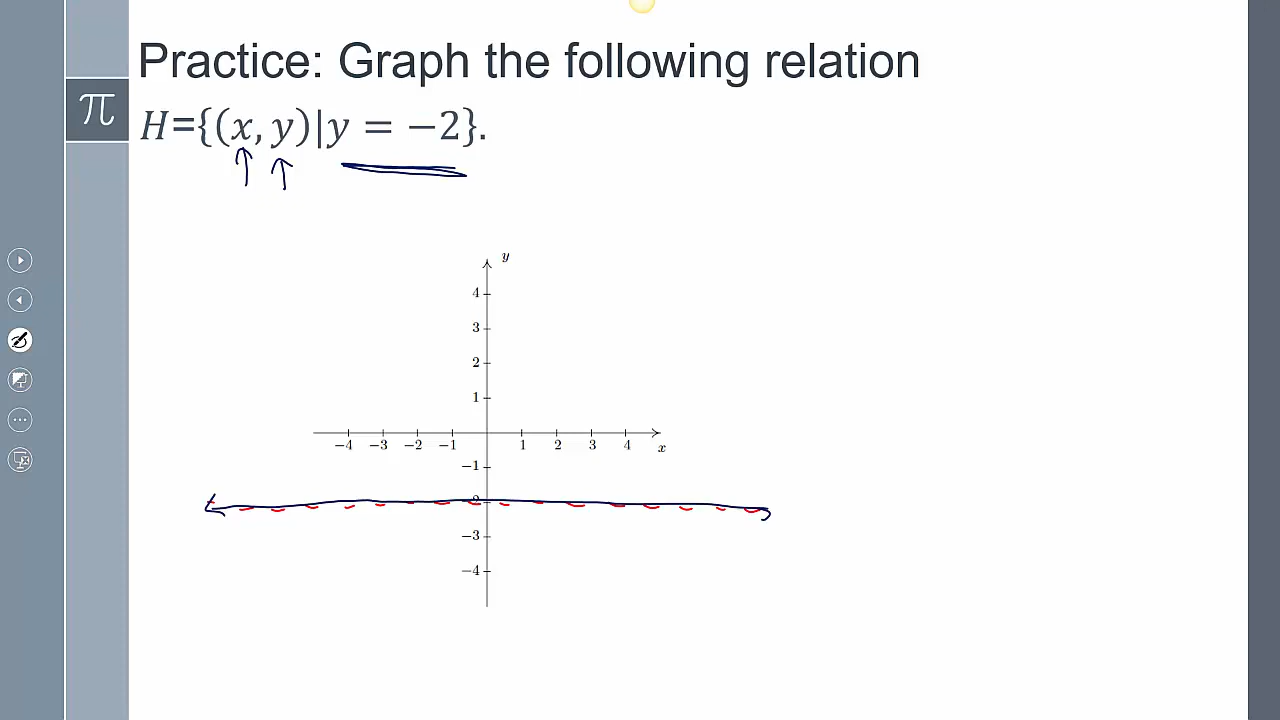 Practice: Graph the following relation
π
H={(x, y)|y = −2}.
y
4
3
2
1
−4 −3 −2 −1 1 2 3 4 x
−1
−3
−4